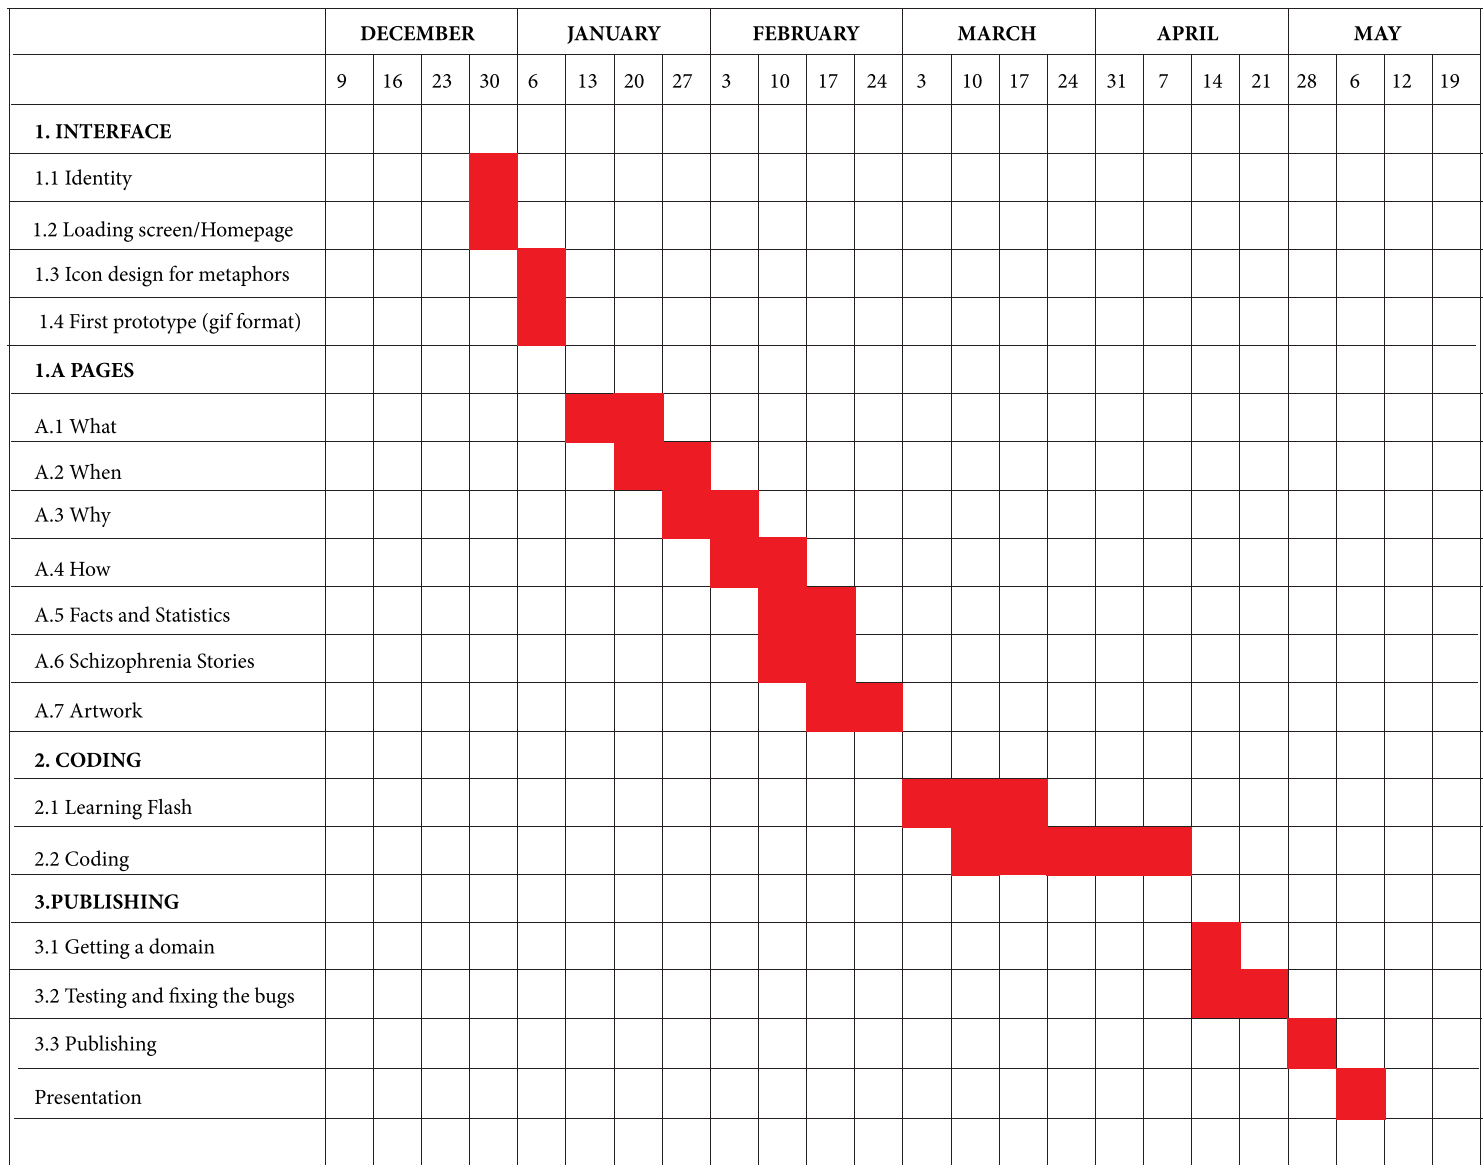 DECEMBER JANUARY FEBRUARY MARCH APRIL MAY
9 16 23 30 6 13 20 27 3 10 17 24 3 10 17 24 31 7 14 21 28 6 12 19
1. INTERFACE
1.1 Identity
1.2 Loading screen/Homepage
1.3 Icon design for metaphors
1.4 First prototype (gif format)
1.A PAGES
A.1 What
A.2 When
A.3 Why
A.4 How
A.5 Facts and Statistics
A.6 Schizophrenia Stories
A.7 Artwork
2. CODING
2.1 Learning Flash
2.2 Coding
3.PUBLISHING
3.1 Getting a domain
3.2 Testing and fixing the bugs
3.3 Publishing
Presentation